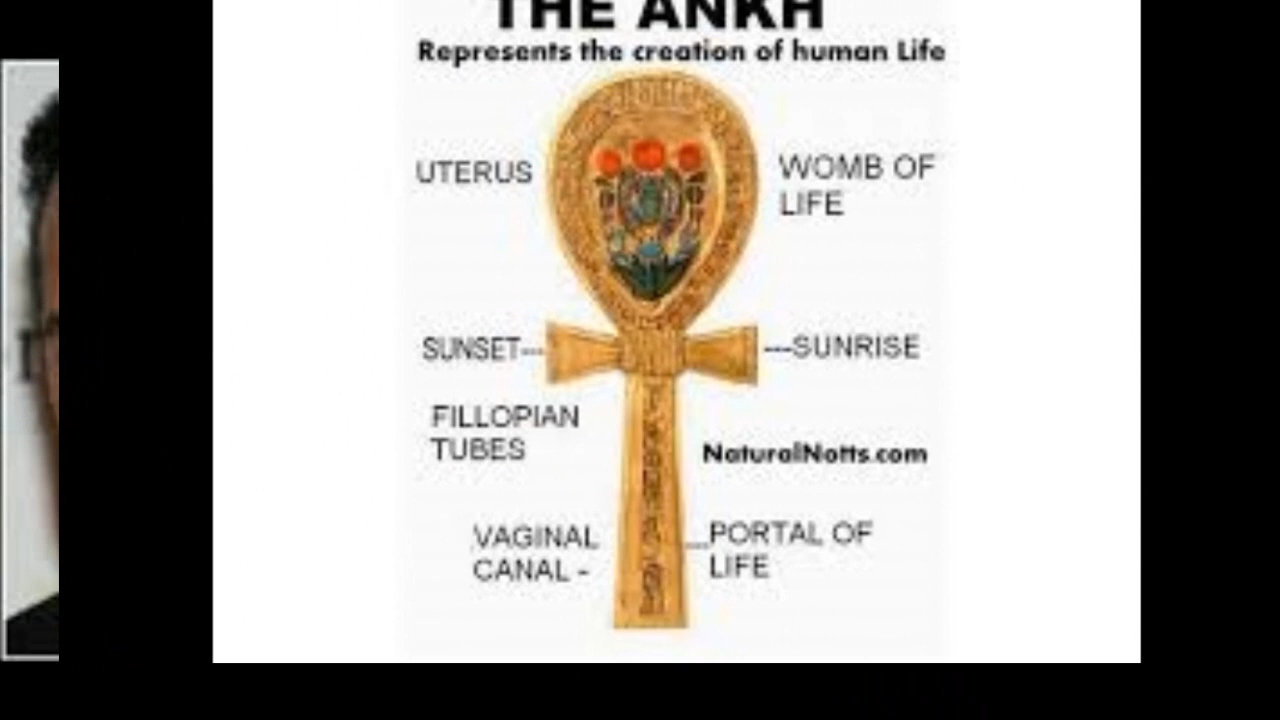 THE ANKH
Represents the creation of human Life
UTERUS
WOMB OF
LIFE
SUNSET---
---SUNRISE
FILLOPIAN
TUBES
NaturalNotts.com
VAGINAL
CANAL -
PORTAL OF
LIFE